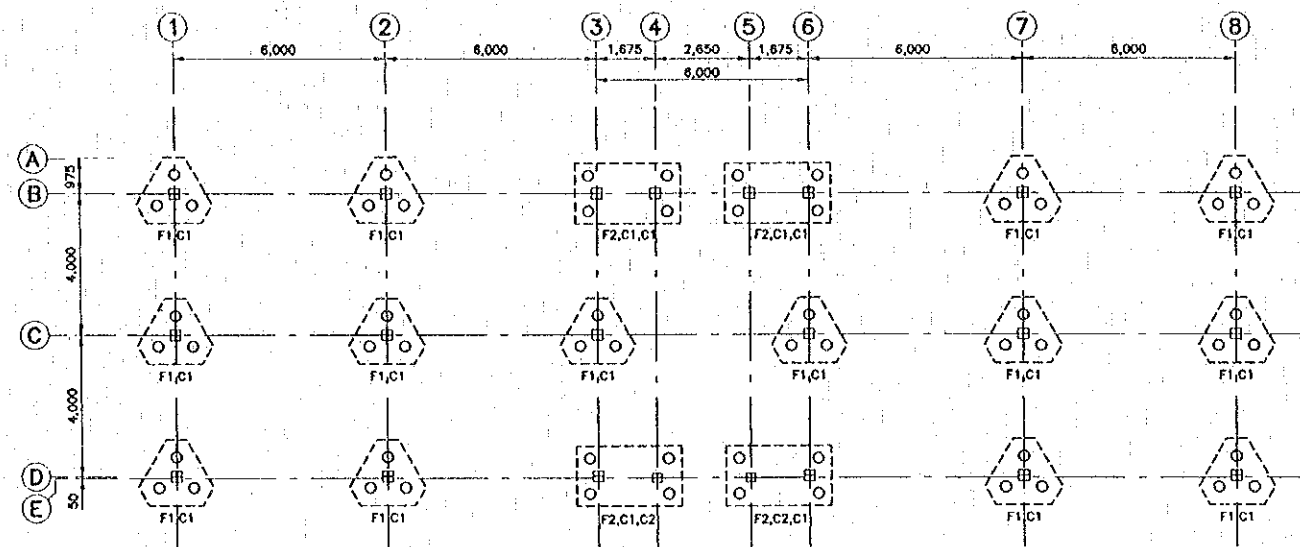 1 2 3 4 5 6 7 8
6,000 6,000 1,675 2,650 1,675 6,000 6,000
6,000
A
975
B
F1,C1 F1,C1 F2,C1,C1 F2,C1,C1 F1,C1 F1,C1
4,000
C
F1,C1 F1,C1 F1,C1 F1,C1 F1,C1 F1,C1
4,000
D
E
50
F1,C1 F1,C1 F2,C1,C2 F2,C2,C1 F1,C1 F1,C1